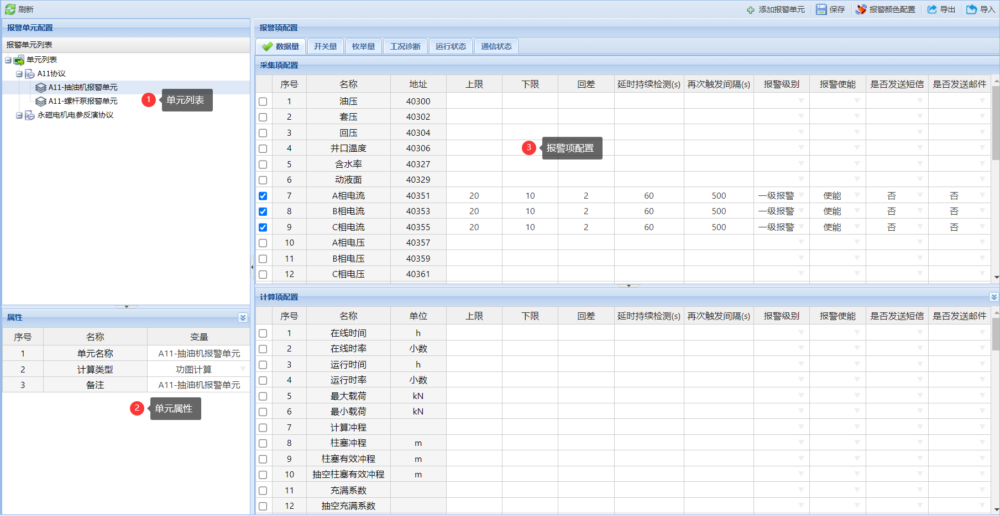 刷新
添加报警单元 保存 报警颜色配置 导出 导入
报警单元配置
报警单元列表
单元列表
A11协议
A11-抽油机报警单元
A11-螺杆泵报警单元
永磁电机电参反演协议
1 单元列表
属性
序号 名称 变量
1 单元名称 A11-抽油机报警单元
2 计算类型 功图计算
3 备注 A11-抽油机报警单元
2 单元属性
报警项配置
数据量 开关量 枚举量 工况诊断 运行状态 通信状态
采集项配置
序号 名称 地址 上限 下限 回差 延时持续检测(s) 再次触发间隔(s) 报警级别 报警使能 是否发送短信 是否发送邮件
1 油压 40300
2 套压 40302
3 回压 40304
4 井口温度 40306
3 报警项配置
5 含水率 40327
6 动液面 40329
7 A相电流 40351 20 10 2 60 500 一级报警 使能 否 否
8 B相电流 40353 20 10 2 60 500 一级报警 使能 否 否
9 C相电流 40355 20 10 2 60 500 一级报警 使能 否 否
10 A相电压 40357
11 B相电压 40359
12 C相电压 40361
计算项配置
序号 名称 单位 上限 下限 回差 延时持续检测(s) 再次触发间隔(s) 报警级别 报警使能 是否发送短信 是否发送邮件
1 在线时间 h
2 在线时率 小数
3 运行时间 h
4 运行时率 小数
5 最大载荷 kN
6 最小载荷 kN
7 计算冲程
8 柱塞冲程 m
9 柱塞有效冲程 m
10 抽空柱塞有效冲程 m
11 充满系数
12 抽空充满系数